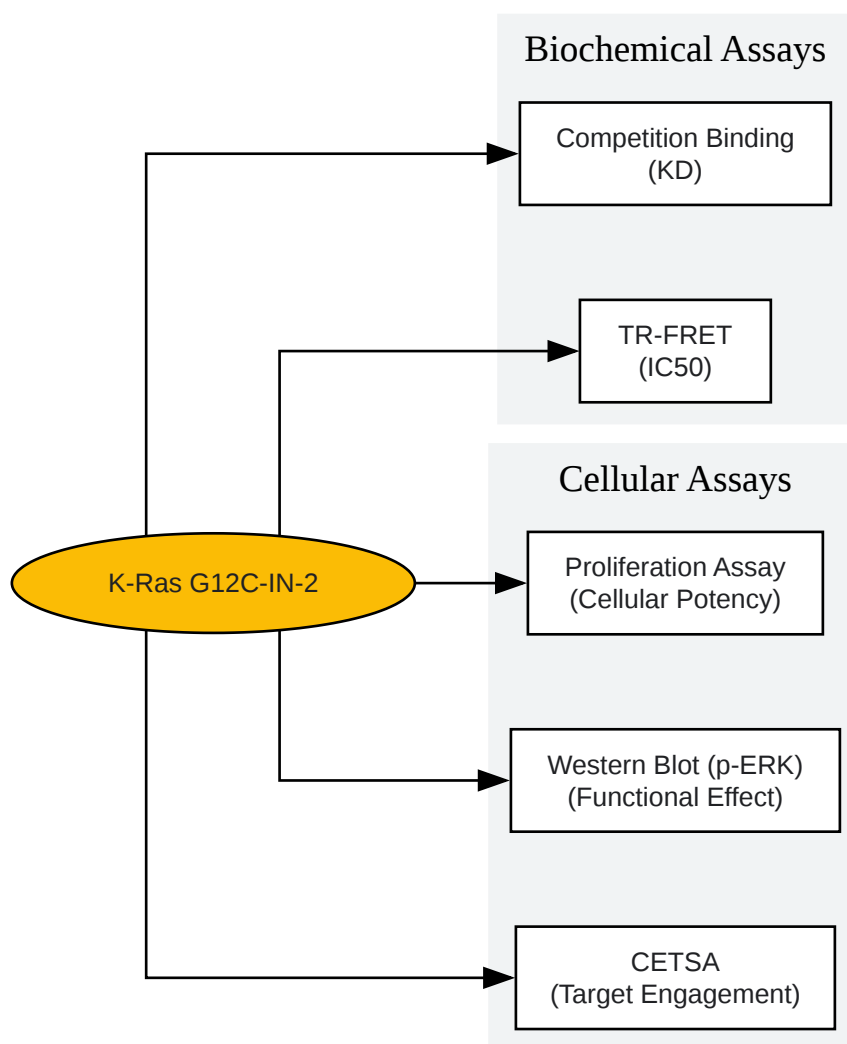 Biochemical Assays
Competition Binding
(KD)
TR-FRET
(IC50)
Cellular Assays
K-Ras G12C-IN-2
Proliferation Assay
(Cellular Potency)
Western Blot (p-ERK)
(Functional Effect)
CETSA
(Target Engagement)